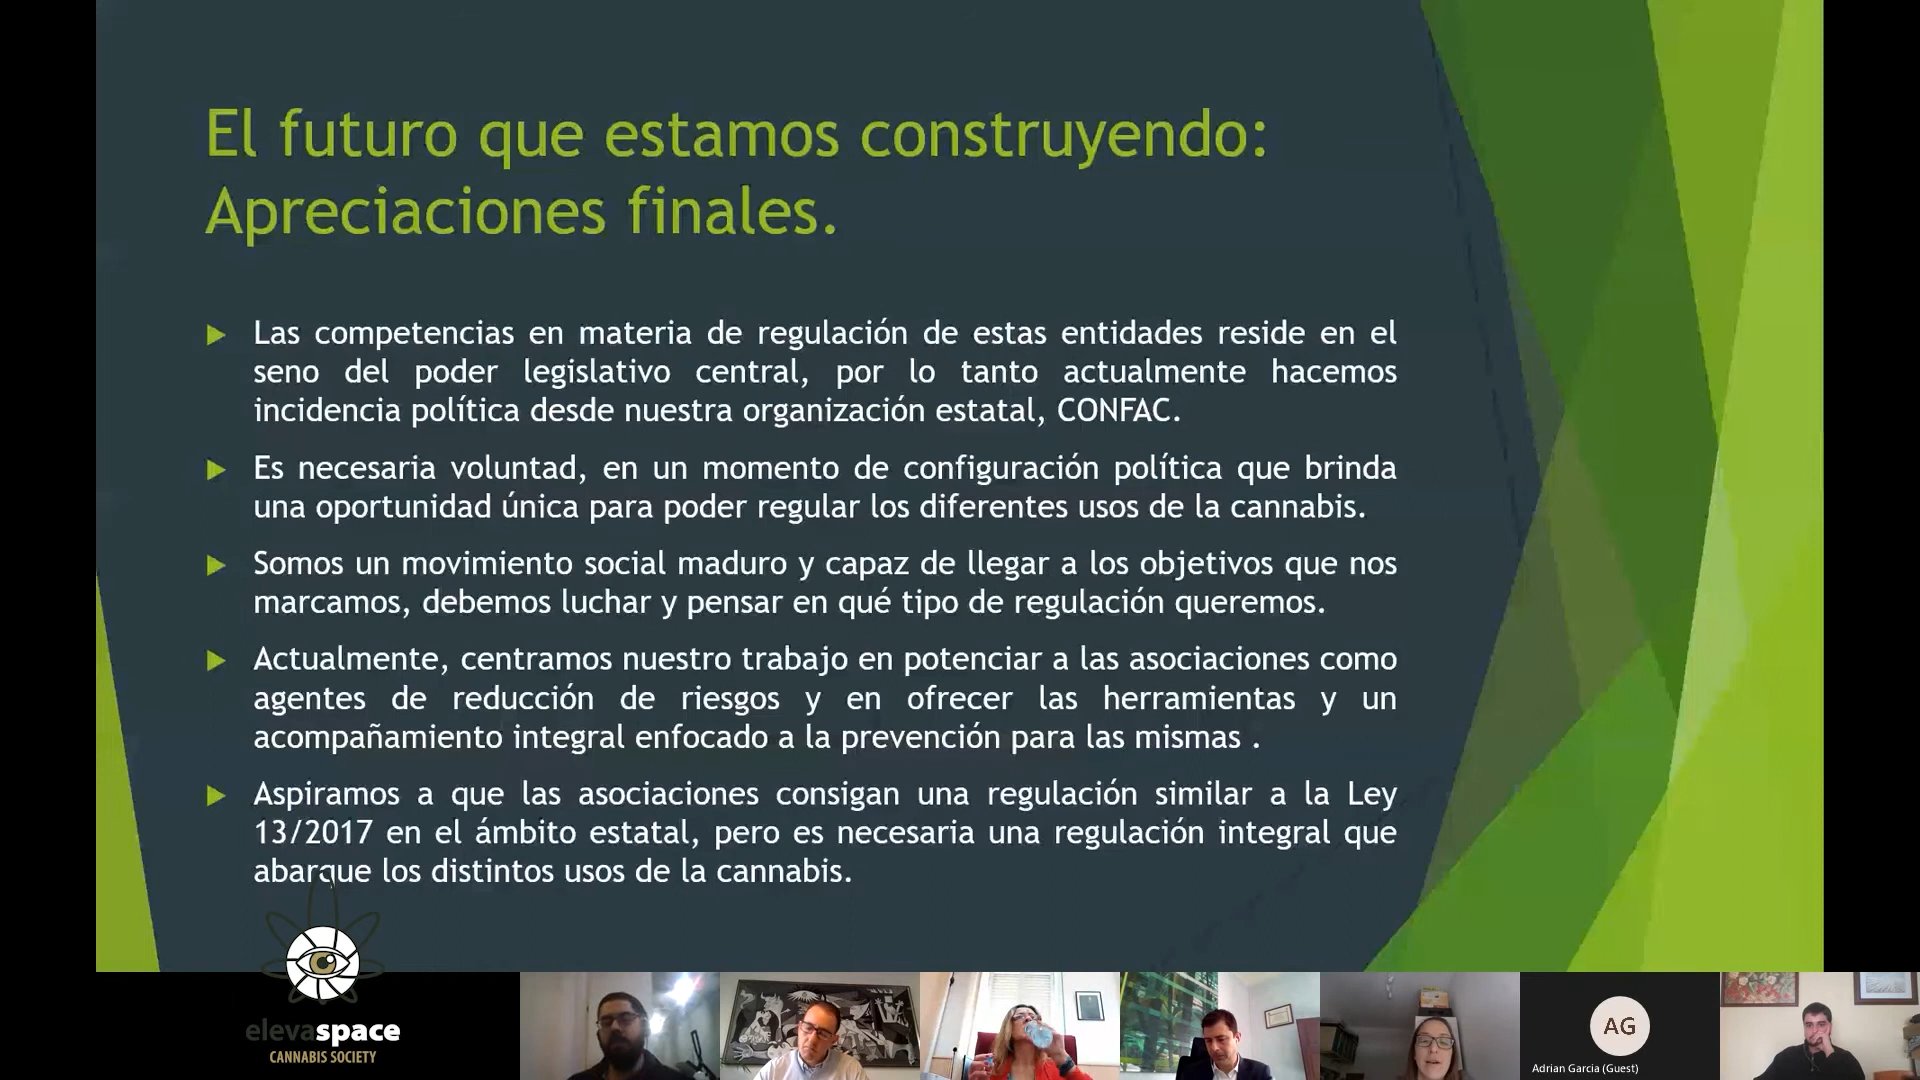 El futuro que estamos construyendo:
Apreciaciones finales.
Las competencias en materia de regulación de estas entidades reside en el
seno del poder legislativo central, por lo tanto actualmente hacemos
incidencia política desde nuestra organización estatal, CONFAC.
Es necesaria voluntad, en un momento de configuración política que brinda
una oportunidad única para poder regular los diferentes usos de la cannabis.
Somos un movimiento social maduro y capaz de llegar a los objetivos que nos
marcamos, debemos luchar y pensar en qué tipo de regulación queremos.
Actualmente, centramos nuestro trabajo en potenciar a las asociaciones como
agentes de reducción de riesgos y en ofrecer las herramientas y un
acompañamiento integral enfocado a la prevención para las mismas .
Aspiramos a que las asociaciones consigan una regulación similar a la Ley
13/2017 en el ámbito estatal, pero es necesaria una regulación integral que
abarque los distintos usos de la cannabis.
elevaspace
CANNABIS SOCIETY
AG
Adrian Garcia (Guest)